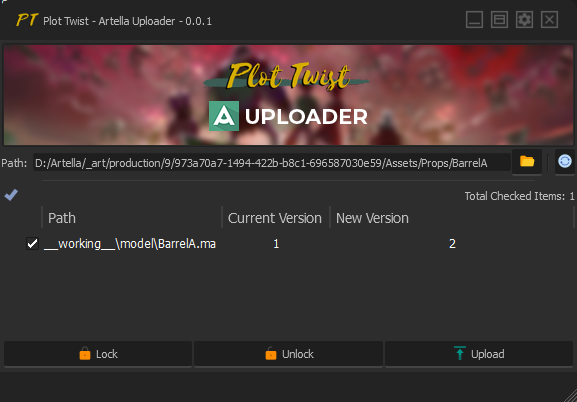 PT Plot Twist - Artella Uploader - 0.0.1
Plot Twist
A UPLOADER
Path: D:/Artella/_art/production/9/973a70a7-1494-422b-b8c1-696587030e59/Assets/Props/BarrelA
Total Checked Items: 1
Path Current Version New Version
__working__\model\BarrelA.ma 1 2
Lock Unlock Upload